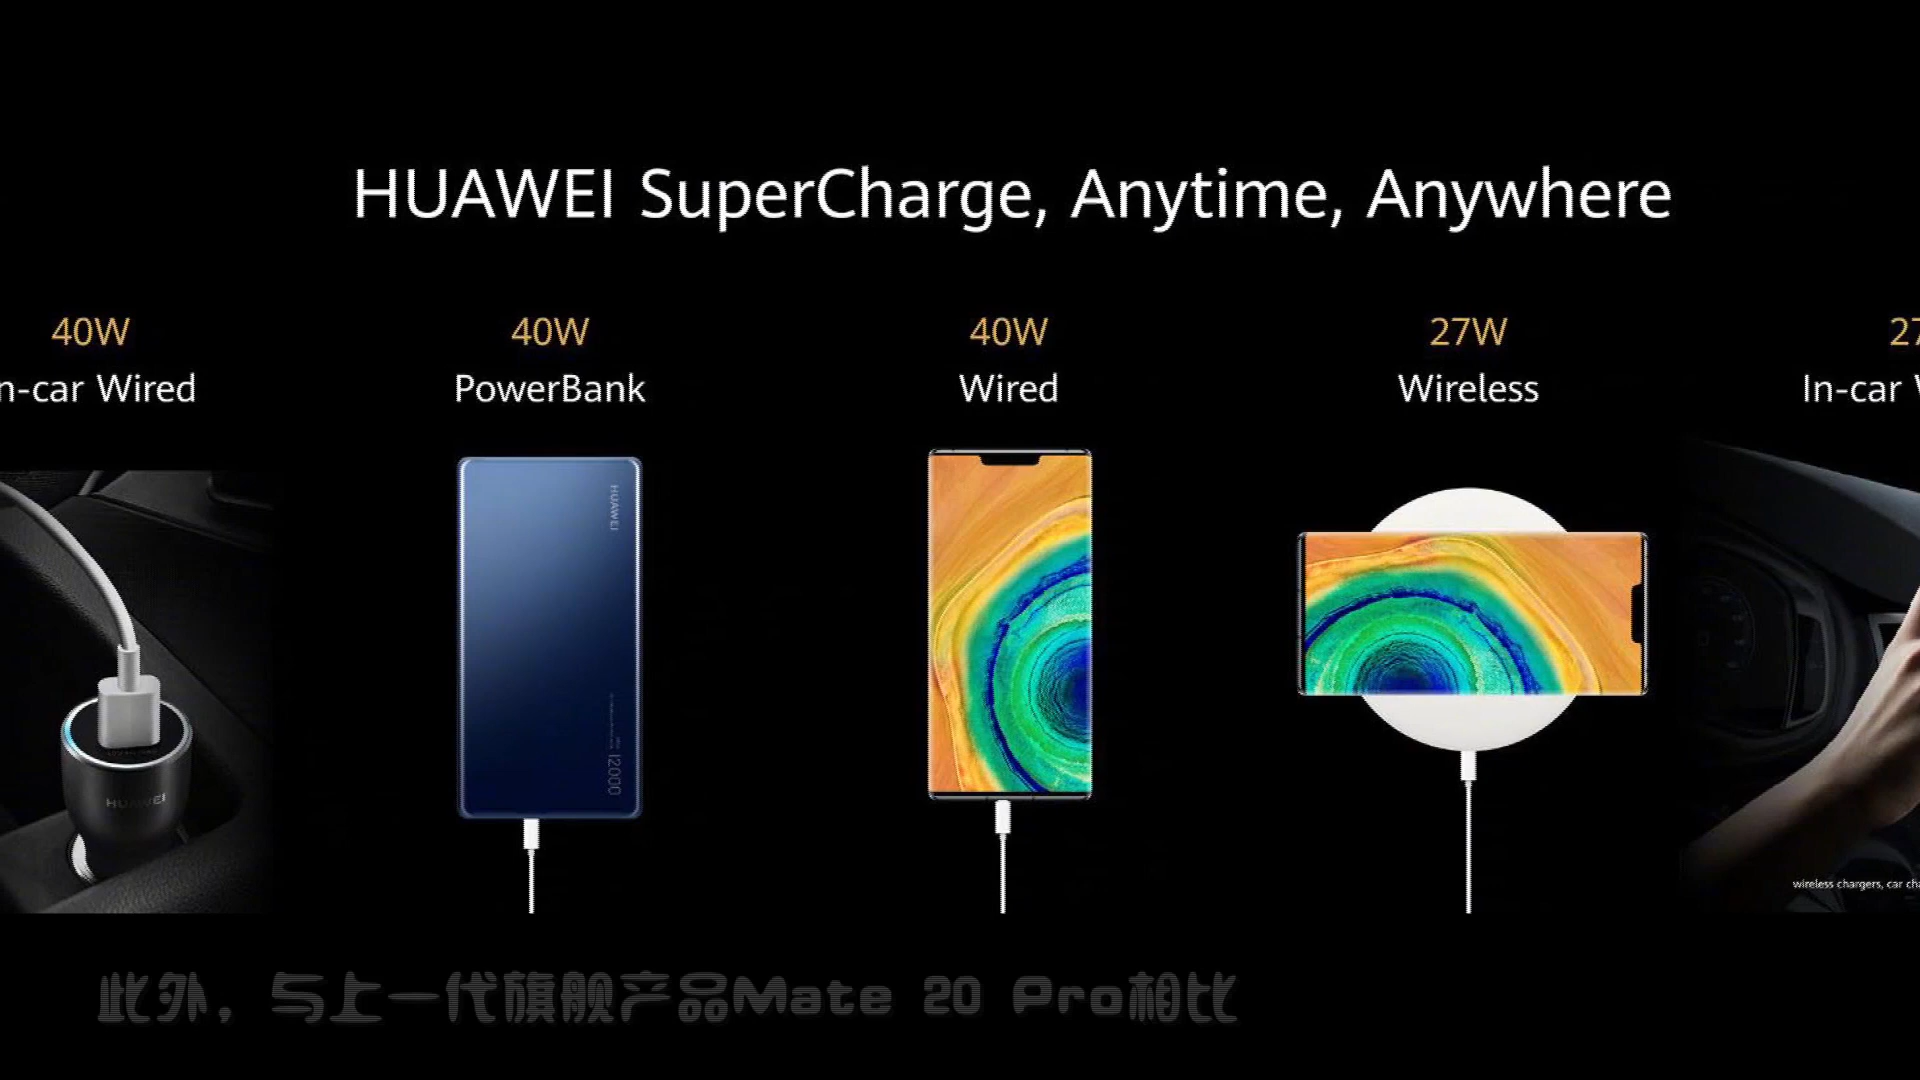 HUAWEI SuperCharge, Anytime, Anywhere
40W
n-car Wired
40W
PowerBank
40W
Wired
27W
Wireless
27
In-car
HUAWEI
12000
HUAWEI
wireless chargers, car cha
此外，与上一代旗舰产品Mate 20 Pro相比